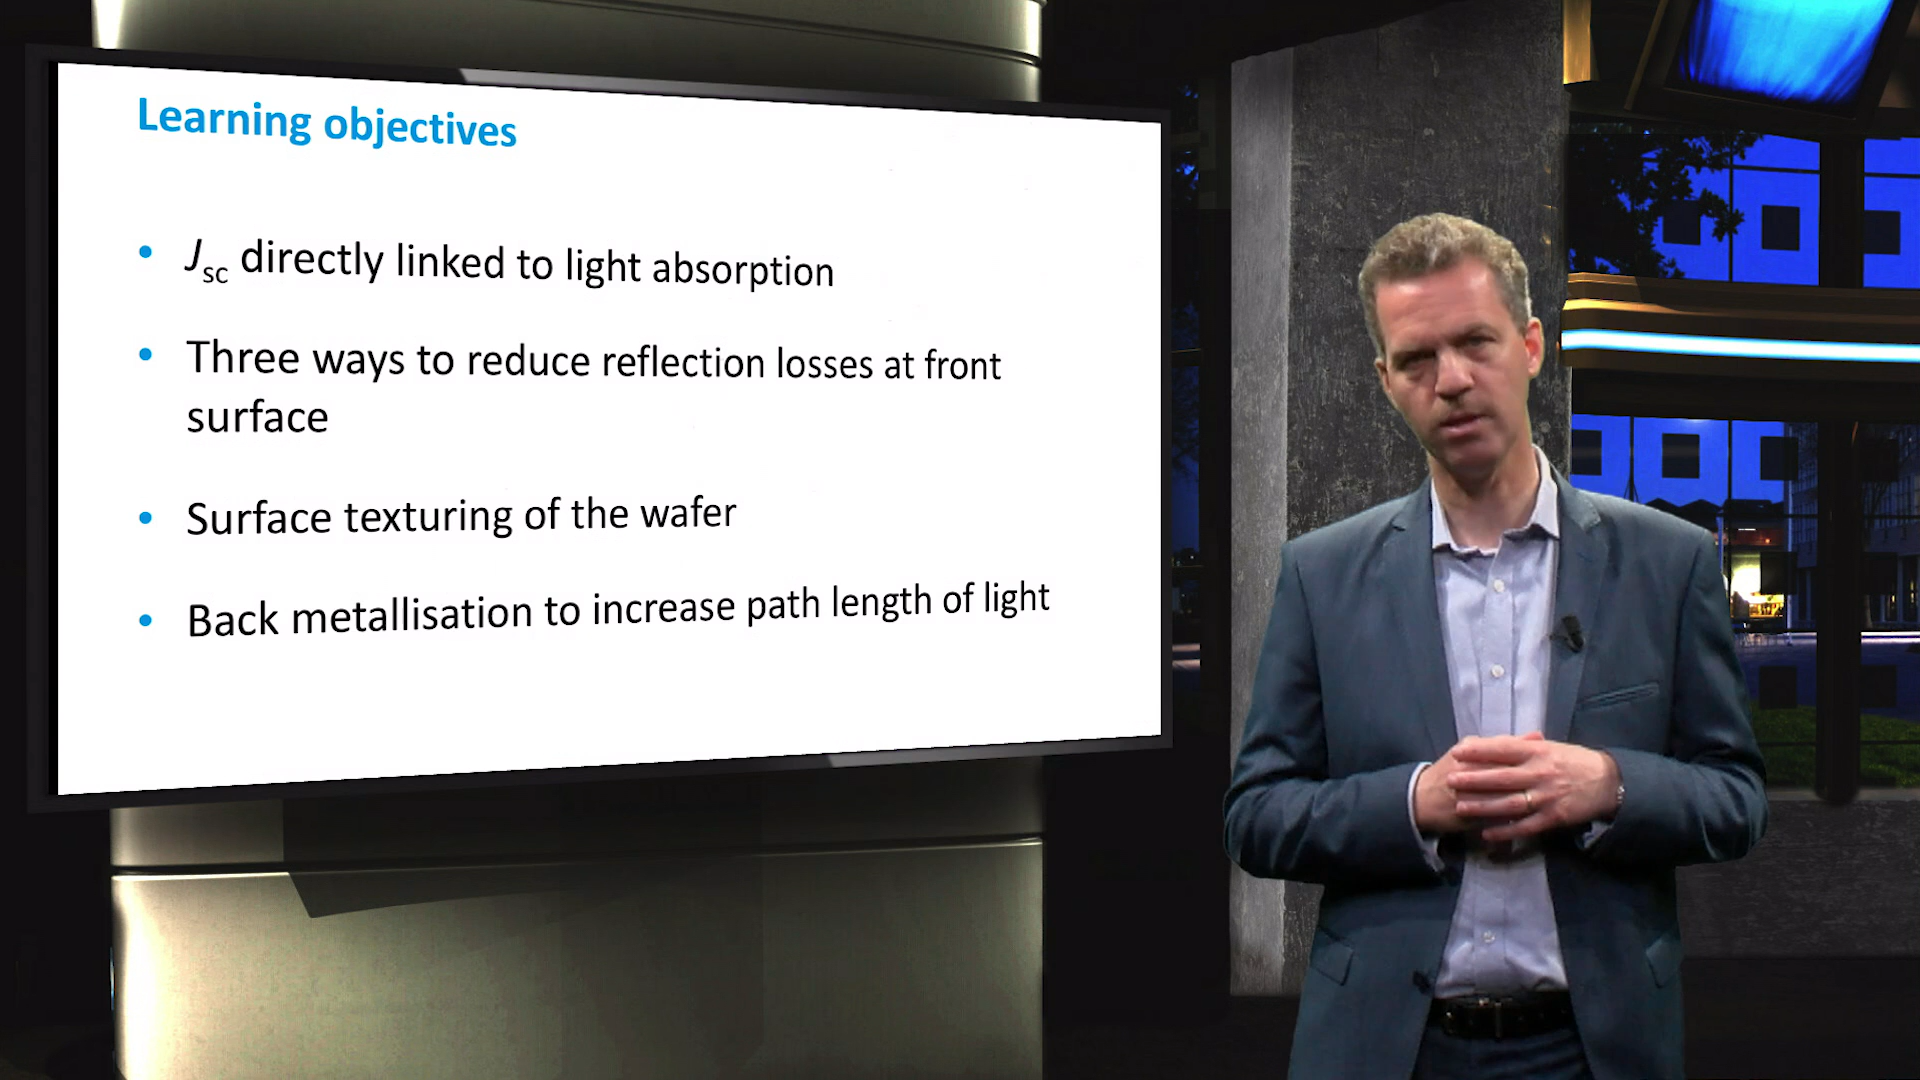 Learning objectives
• Jsc directly linked to light absorption
• Three ways to reduce reflection losses at front
surface
• Surface texturing of the wafer
• Back metallisation to increase path length of light